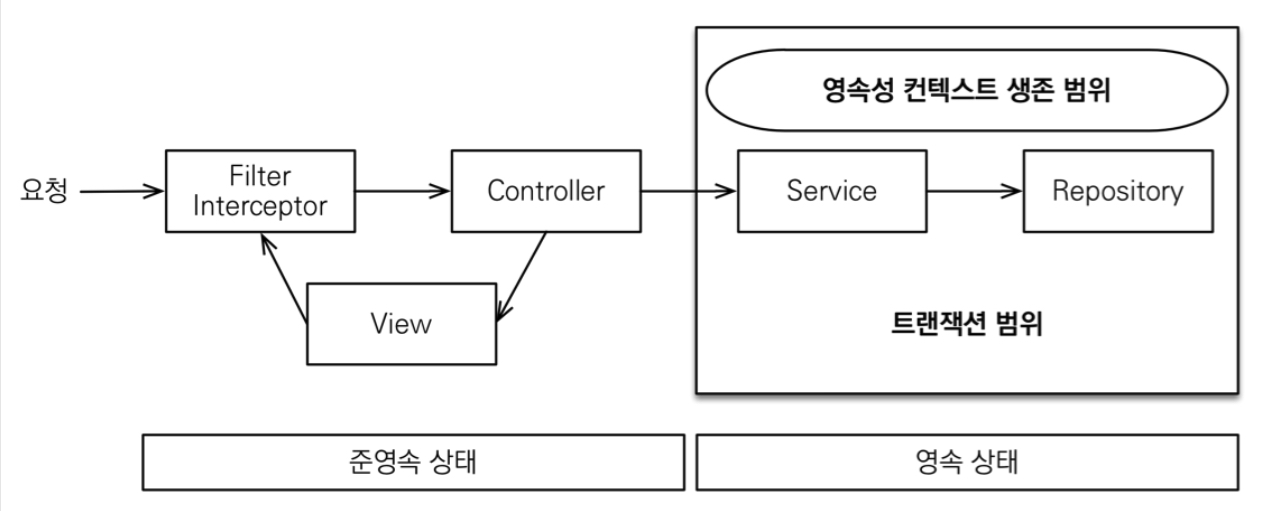 영속성 컨텍스트 생존 범위
요청
Filter
Interceptor
Controller
Service
Repository
View
트랜잭션 범위
준영속 상태
영속 상태